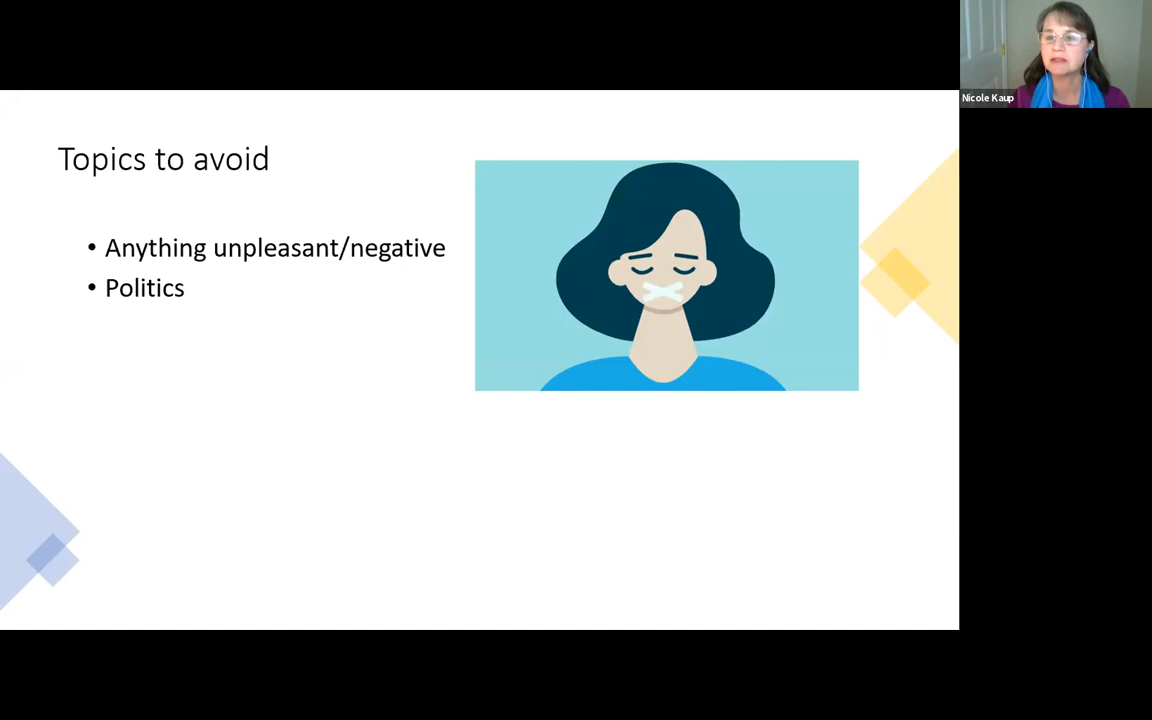 Nicole Kaup
Topics to avoid
• Anything unpleasant/negative
• Politics